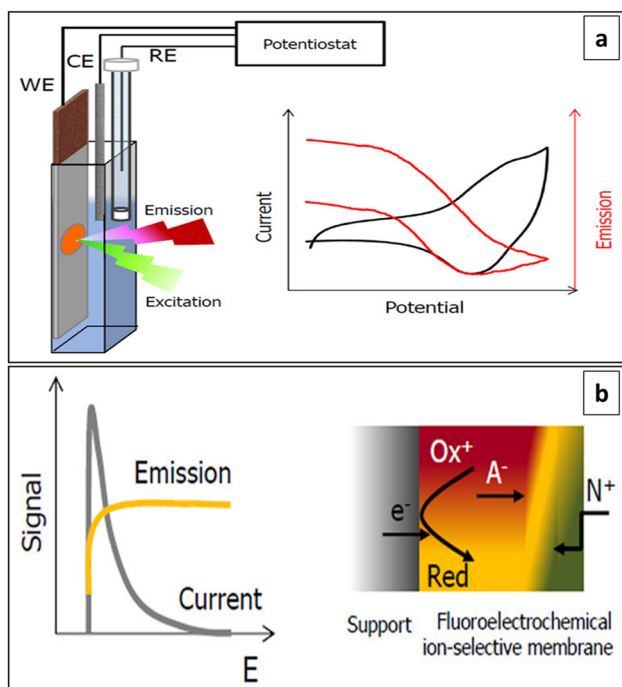 a
Potentiostat
RE
CE
WE
Emission
Excitation
Current
Emission
Potential
b
Signal
Emission
Current
E
Ox⁺
A⁻
N⁺
e⁻
Red
Support
Fluoroelectrochemical
ion-selective membrane